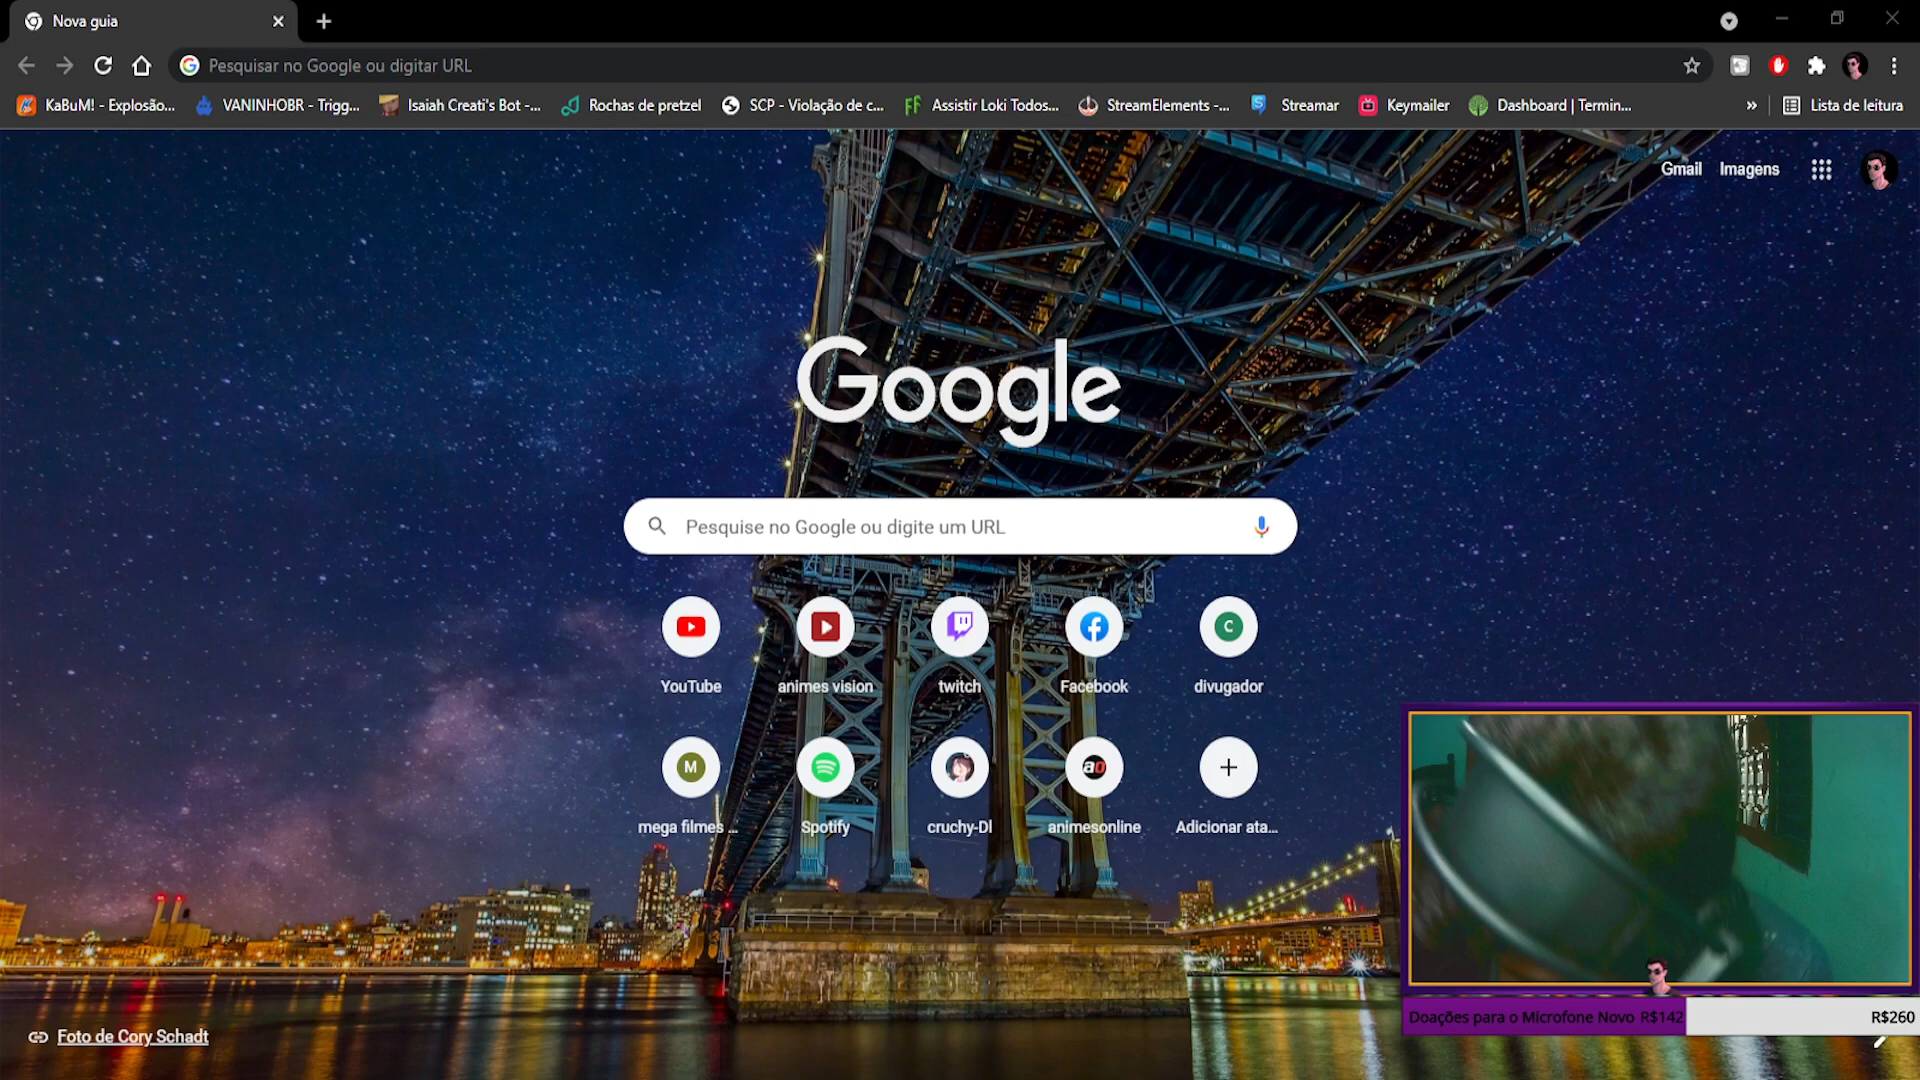 Nova guia
Pesquisar no Google ou digitar URL
KaBuM! - Explosão... VANINHOBR - Trigg... Isaiah Creati's Bot -... Rochas de pretzel SCP - Violação de c... Assistir Loki Todos... StreamElements -... Streamar Keymailer Dashboard | Termin... » Lista de leitura
Gmail Imagens
Google
Pesquise no Google ou digite um URL
YouTube animes vision twitch Facebook divugador
mega filmes ... Spotify cruchy-Dl animesonline Adicionar ata...
Doações para o Microfone Novo R$142 R$260
Foto de Cory Schadt